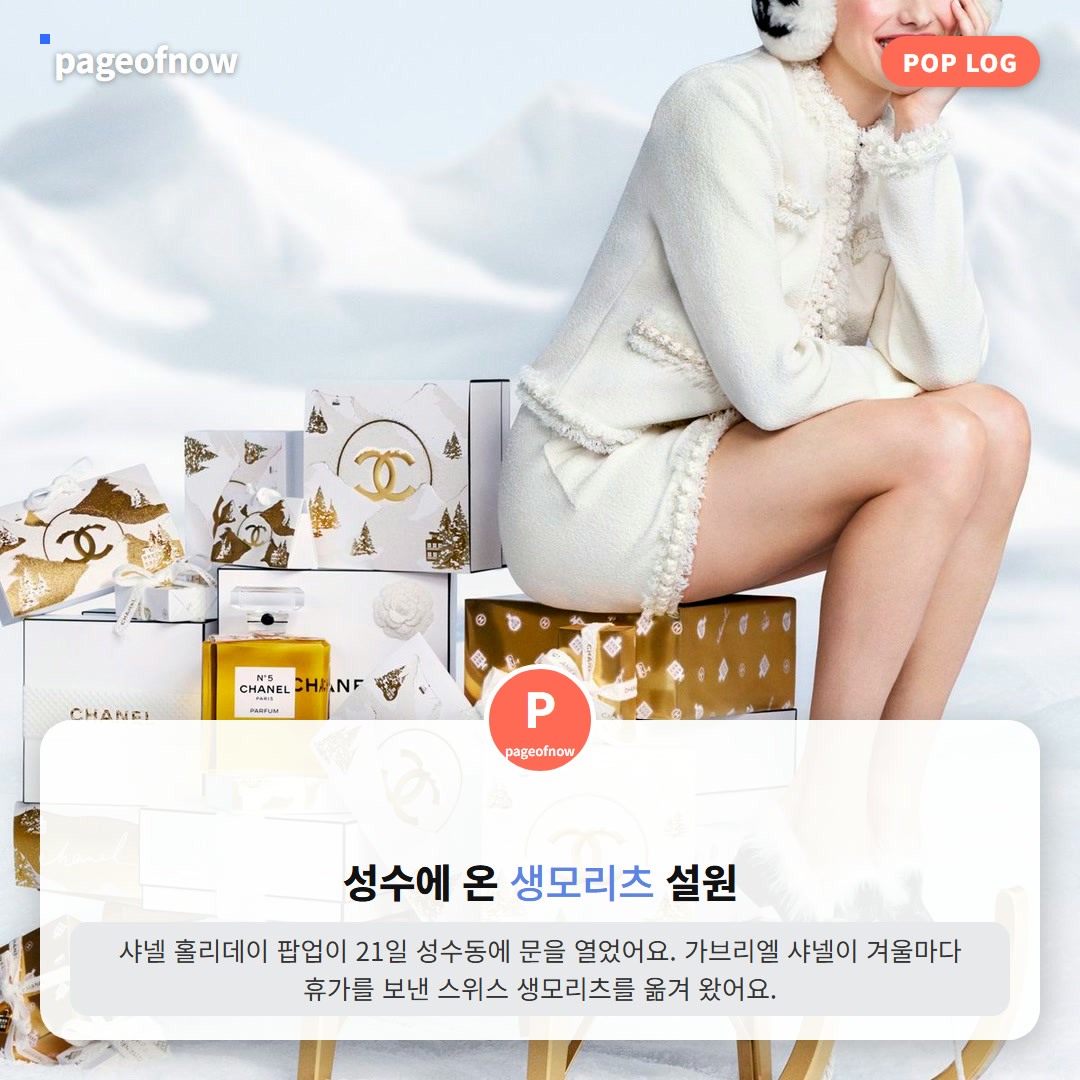 pageofnow
POP LOG
N°5
CHANEL
PARIS
PARFUM
CHANEL
P
pageofnow
성수에 온 생모리츠 설원
샤넬 홀리데이 팝업이 21일 성수동에 문을 열었어요. 가브리엘 샤넬이 겨울마다
휴가를 보낸 스위스 생모리츠를 옮겨 왔어요.